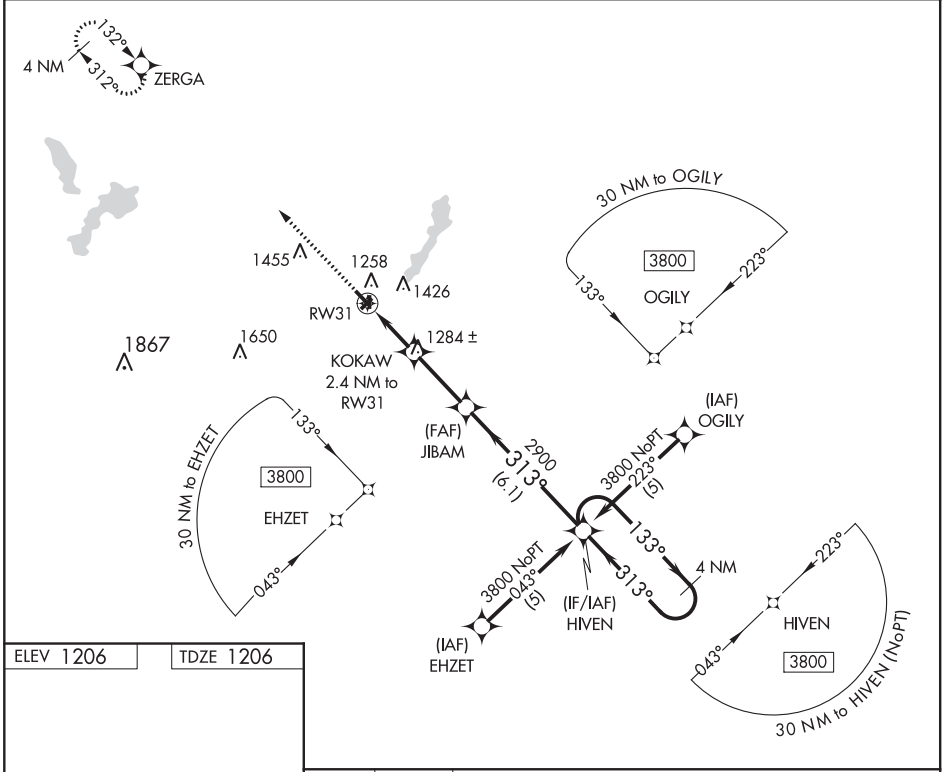 132°
4 NM
312°
ZERGA
30 NM to OGILY
3800
OGILY
133°
223°
1455
1258
1426
RW31
1284 ±
KOKAW
2.4 NM to
RW31
1867
1650
(FAF)
JIBAM
(IAF)
OGILY
3800 NoPT
223°
(5)
2900
313°
(6.1)
30 NM to EHZET
133°
3800
EHZET
043°
3800 NoPT
043°
(5)
(IAF)
EHZET
(IF/IAF)
HIVEN
133°
313°
4 NM
223°
HIVEN
043°
3800
30 NM to HIVEN (NoPT)
ELEV 1206
TDZE 1206